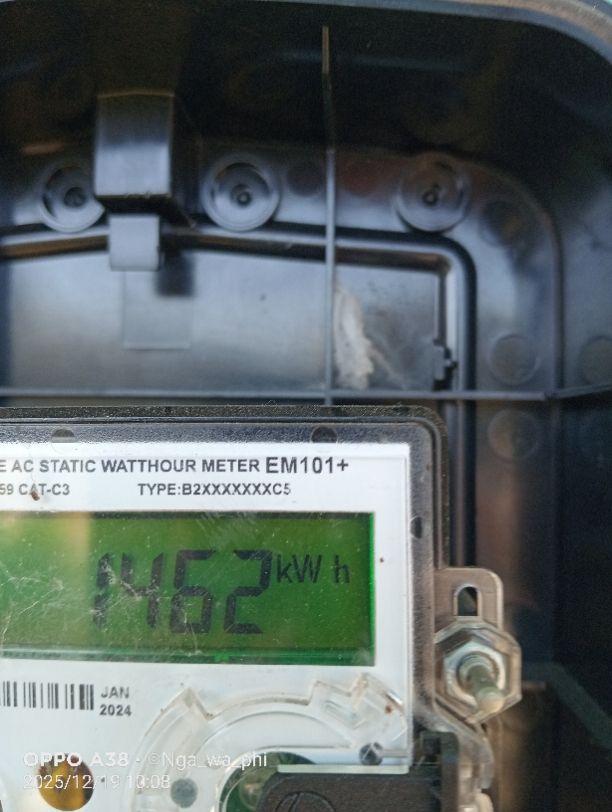 E AC STATIC WATTHOUR METER EM101+
59 CAT-C3 TYPE:B2XXXXXXXC5
1462 kWh
JAN
2024
OPPO A38 · ©Nga_wa_phi
2025/12/19 10:08